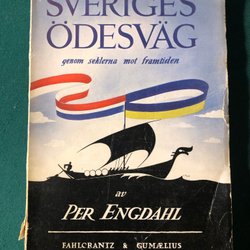 SVERIGES
ÖDESVÄG
genom seklerna mot framtiden
av
PER ENGDAHL
FAHLCRANTZ & GUMÆLIUS